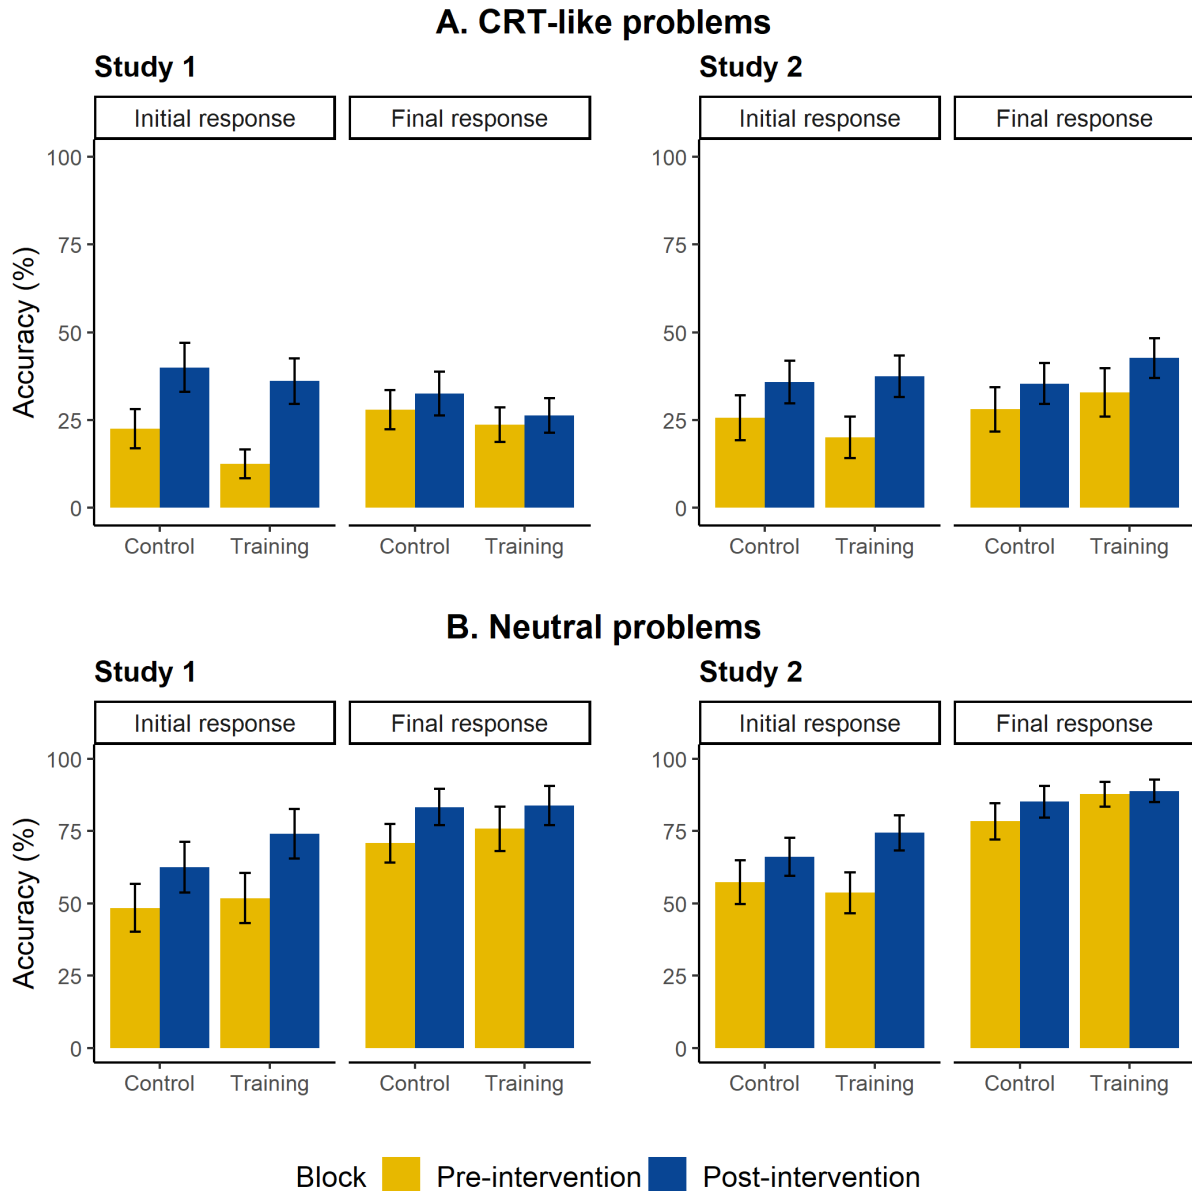 A. CRT-like problems
Study 1
Study 2
Initial response
Final response
Initial response
Final response
Accuracy (%)
100
75
50
25
0
100
75
50
25
0
Control
Training
Control
Training
Control
Training
Control
Training
B. Neutral problems
Study 1
Study 2
Initial response
Final response
Initial response
Final response
Accuracy (%)
100
75
50
25
0
100
75
50
25
0
Control
Training
Control
Training
Control
Training
Control
Training
Block Pre-intervention Post-intervention